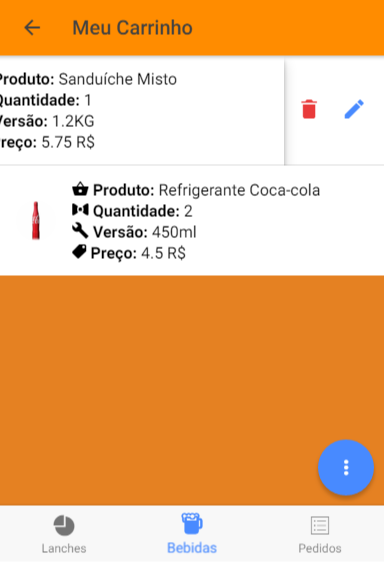 Meu Carrinho
Produto: Sanduíche Misto
Quantidade: 1
Versão: 1.2KG
Preço: 5.75 R$
Produto: Refrigerante Coca-cola
Quantidade: 2
Versão: 450ml
Preço: 4.5 R$
Lanches
Bebidas
Pedidos